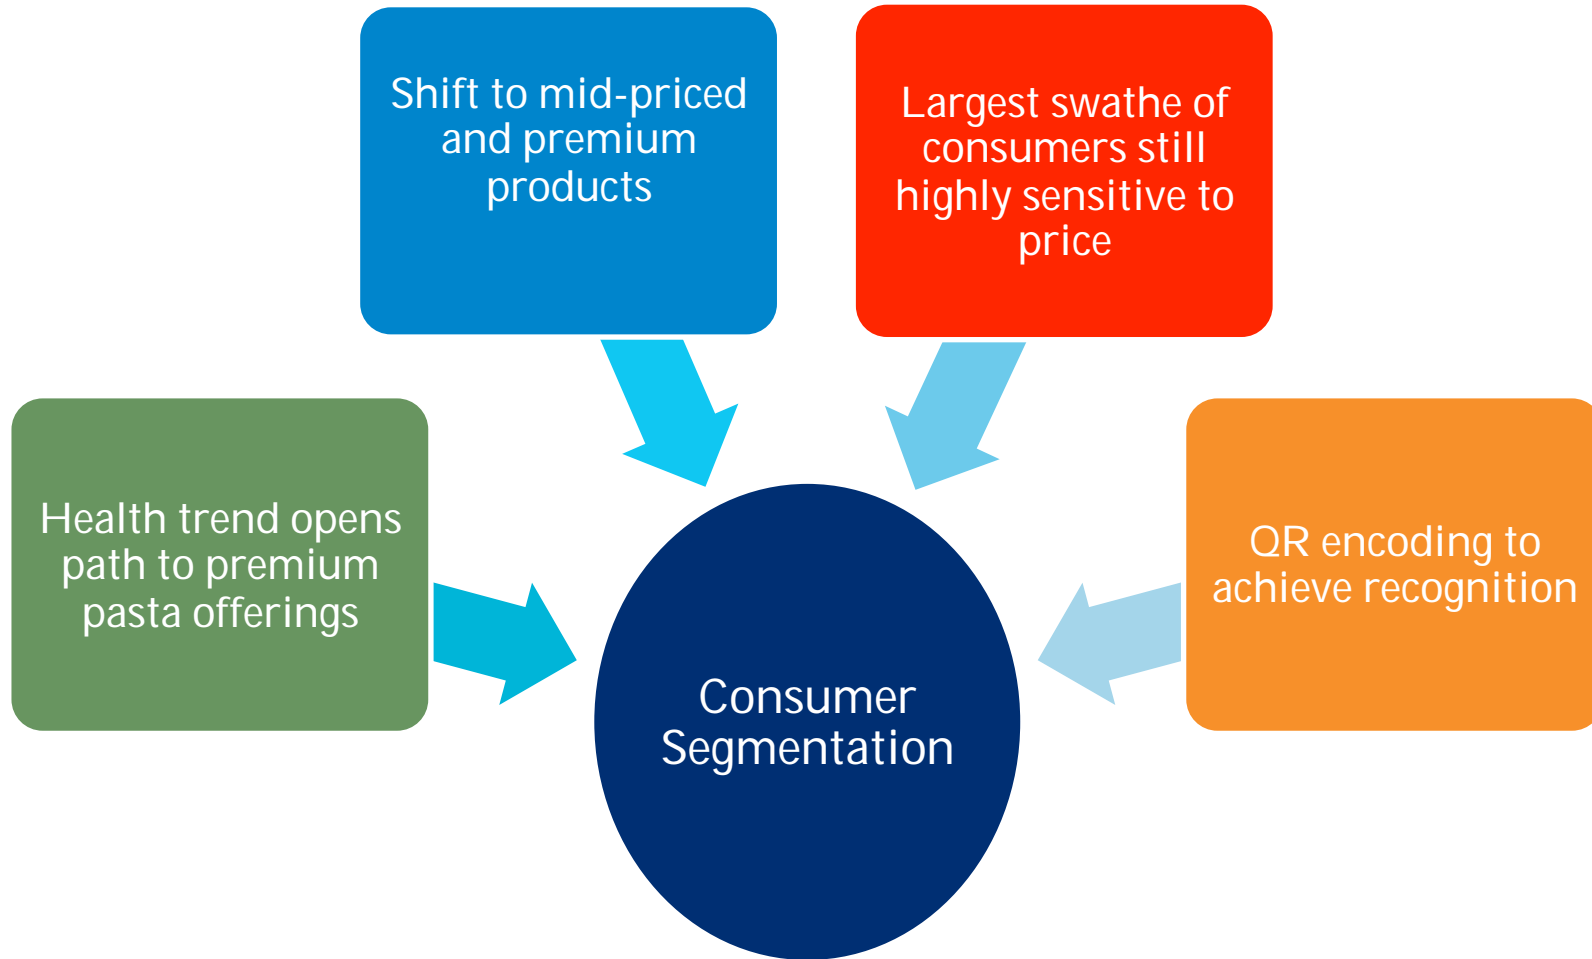 Shift to mid-priced
and premium
products
Largest swathe of
consumers still
highly sensitive to
price
Health trend opens
path to premium
pasta offerings
QR encoding to
achieve recognition
Consumer
Segmentation